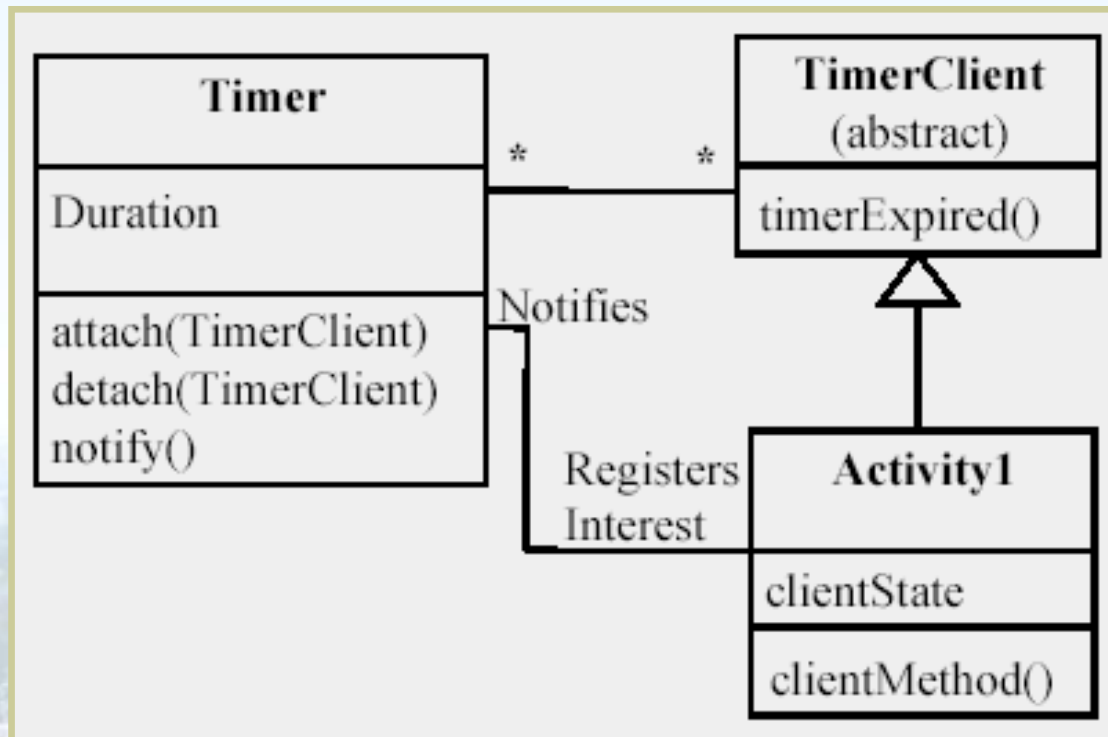 Timer
Duration
attach(TimerClient)
detach(TimerClient)
notify()
*
*
TimerClient
(abstract)
timerExpired()
Notifies
Registers
Interest
Activity1
clientState
clientMethod()